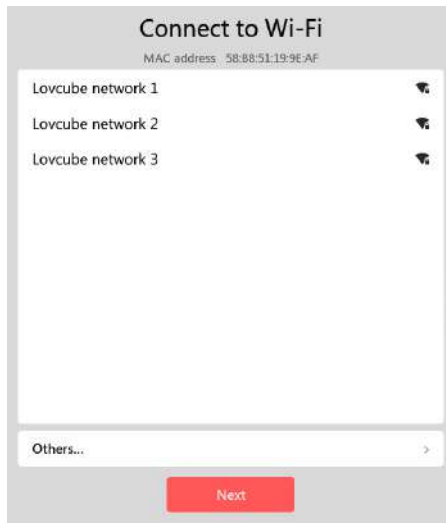 Connect to Wi-Fi
MAC address 58:88:51:19:9E:AF
Lovcube network 1
Lovcube network 2
Lovcube network 3
Others...
Next